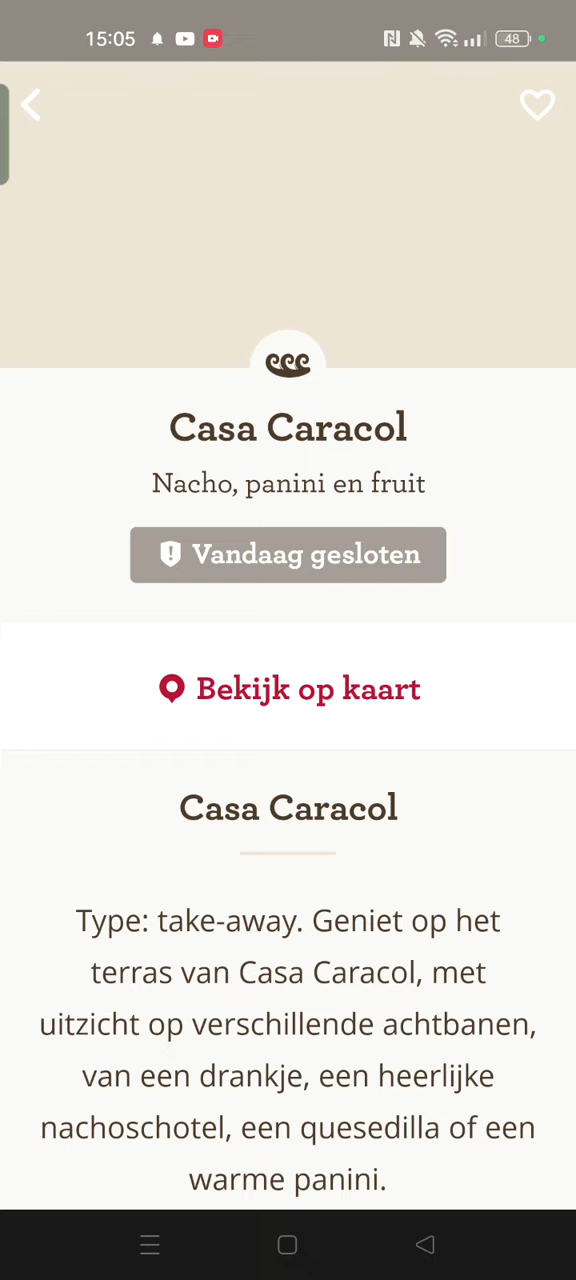 15:05
48
Casa Caracol
Nacho, panini en fruit
Vandaag gesloten
Bekijk op kaart
Casa Caracol
Type: take-away. Geniet op het
terras van Casa Caracol, met
uitzicht op verschillende achtbanen,
van een drankje, een heerlijke
nachoschotel, een quesedilla of een
warme panini.